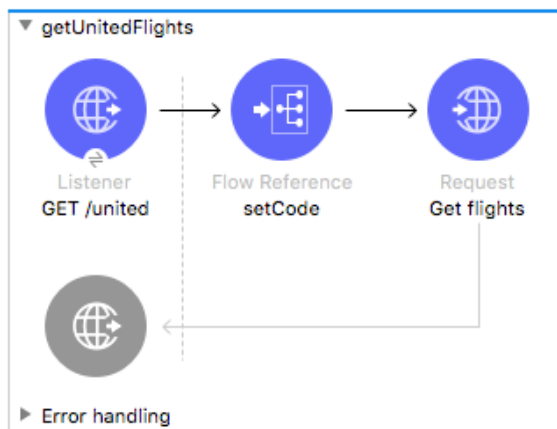 getUnitedFlights
Listener
GET /united
Flow Reference
setCode
Request
Get flights
Error handling